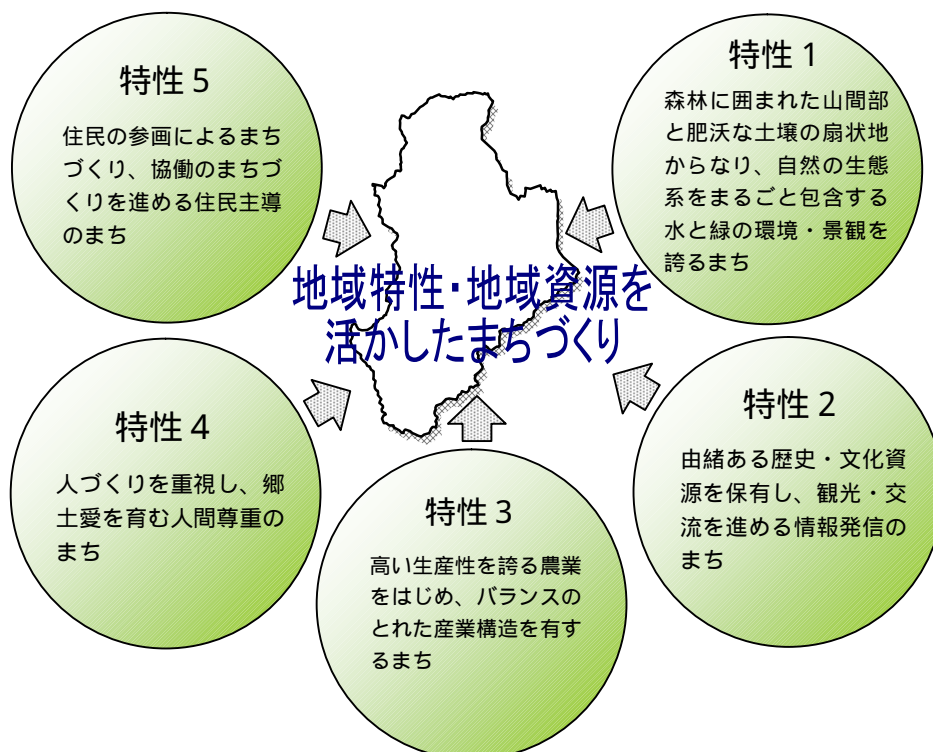 特性1
森林に囲まれた山間部
と肥沃な土壌の扇状地
からなり、自然の生態
系をまるごと包含する
水と緑の環境・景観を
誇るまち
特性2
由緒ある歴史・文化資
源を保有し、観光・交
流を進める情報発信の
まち
特性3
高い生産性を誇る農業
をはじめ、バランスの
とれた産業構造を有す
るまち
特性4
人づくりを重視し、郷
土愛を育む人間尊重の
まち
特性5
住民の参画によるまち
づくり、協働のまちづ
くりを進める住民主導
のまち
地域特性・地域資源を
活かしたまちづくり